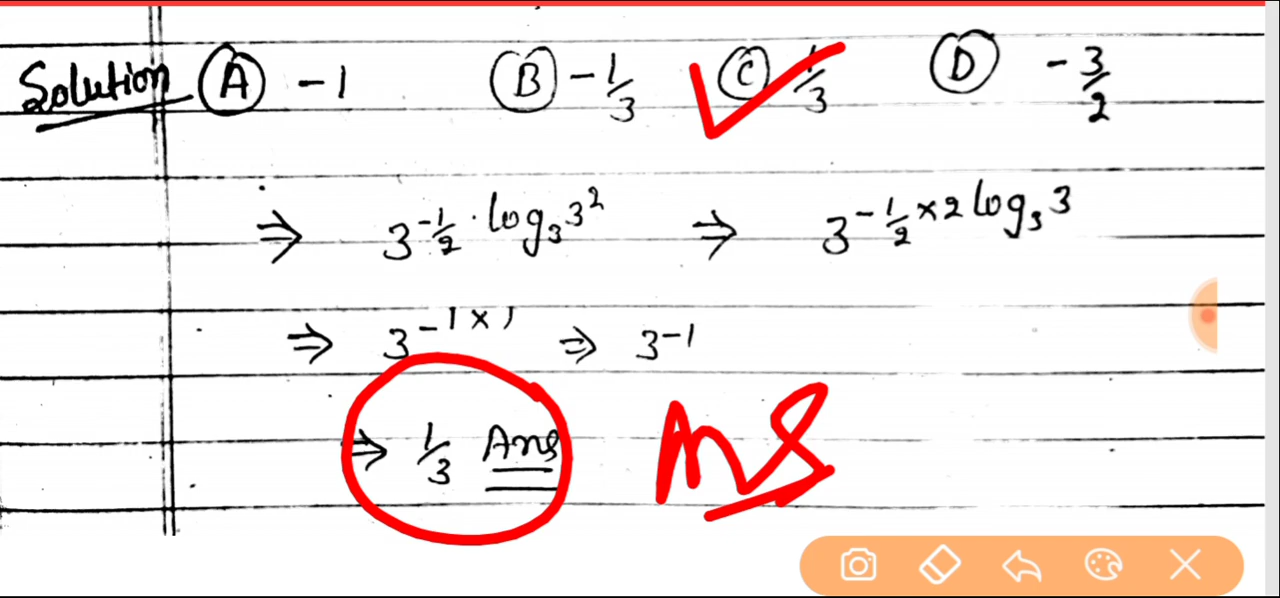 Solution (A) -1 (B) -1/3 (C) 1/3 (D) -3/2
⇒ 3^{-1/2 · log₃3²} ⇒ 3^{-1/2 × 2 log₃3}
⇒ 3^{-1×1} ⇒ 3^{-1}
⇒ 1/3 Ans Ans